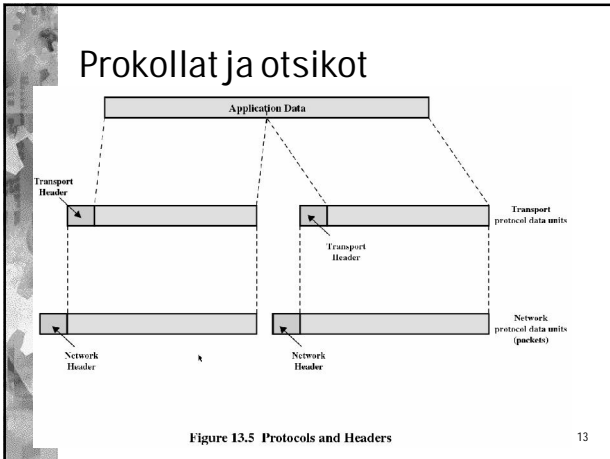 Prokollat ja otsikot
Application Data
Transport
Header
Transport
protocol data units
Transport
Header
Network
protocol data units
(packets)
Network
Header
Network
Header
Figure 13.5 Protocols and Headers
13